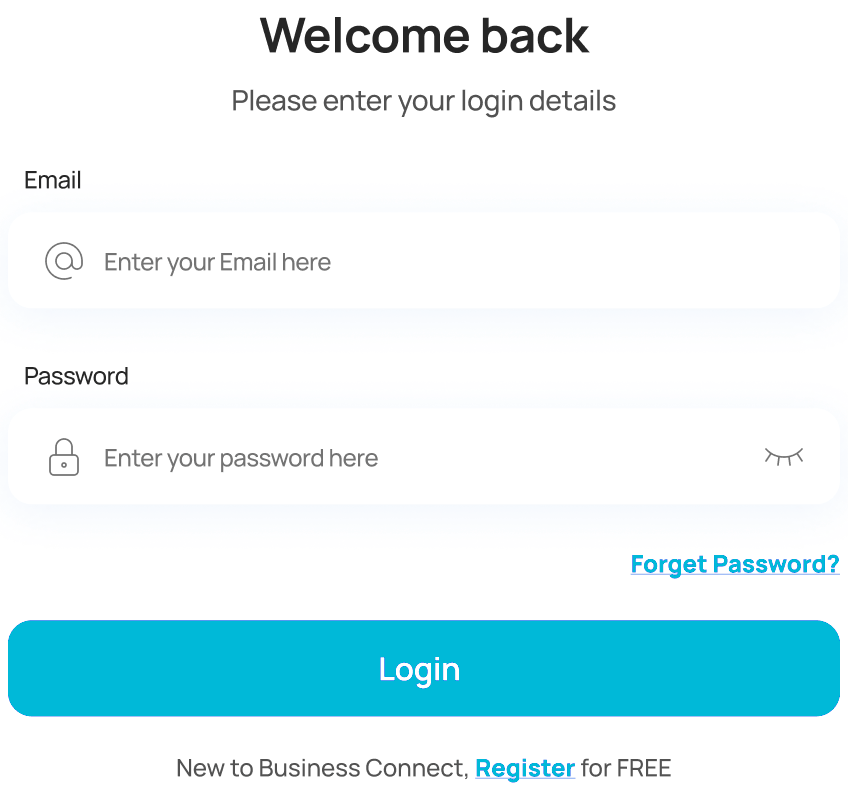 Welcome back
Please enter your login details
Email
Enter your Email here
Password
Enter your password here
Forget Password?
Login
New to Business Connect, Register for FREE